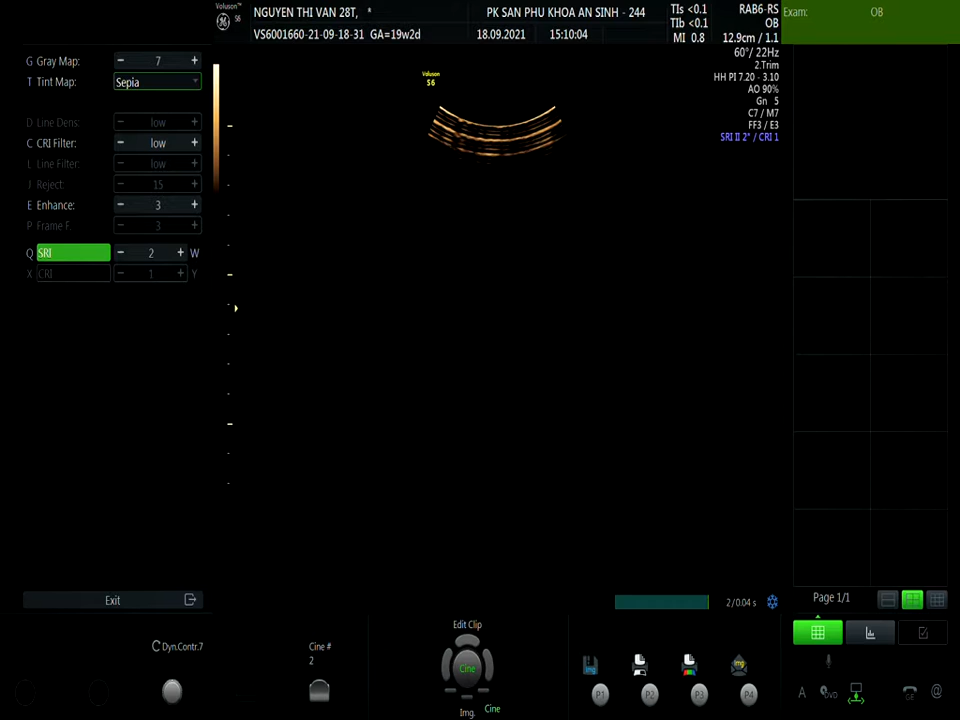 Voluson™
S6
NGUYEN THI VAN 28T, *
PK SAN PHU KHOA AN SINH - 244
VS6001660-21-09-18-31 GA=19w2d
18.09.2021 15:10:04
TIs <0.1 RAB6-RS
TIb <0.1 OB
MI 0.8 12.9cm / 1.1
60°/ 22Hz
2.Trim
HH PI 7.20 - 3.10
AO 90%
Gn 5
C7 / M7
FF3 / E3
SRI II 2" / CRI 1
Exam: OB
Voluson
S6
G Gray Map: - 7 +
T Tint Map: Sepia
D Line Dens: low
C CRI Filter: - low +
L Line Filter: low
J Reject: - 15 +
E Enhance: - 3 +
P Frame F. - 3 +
Q SRI - 2 + W
X CRI - 1 + Y
Exit
2/0.04 s
Page 1/1
C Dyn.Contr.7
Cine #
2
Edit Clip
Cine
Img. Cine
Img
P1 P2 P3 P4
A DVD GE @